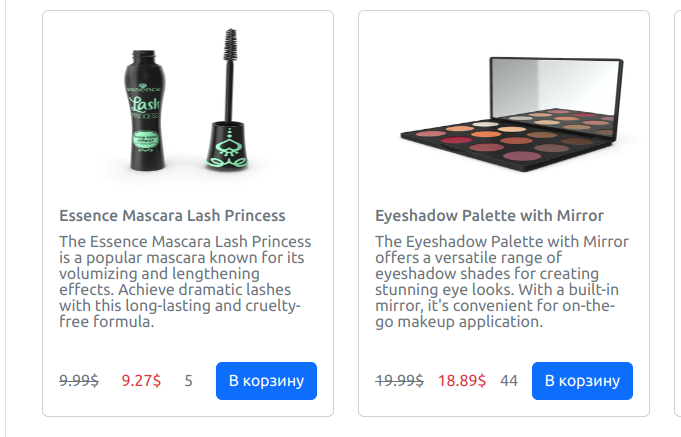 essence
Lash
PRINCESS
Essence Mascara Lash Princess
The Essence Mascara Lash Princess
is a popular mascara known for its
volumizing and lengthening
effects. Achieve dramatic lashes
with this long-lasting and cruelty-
free formula.
9.99$ 9.27$ 5 В корзину
Eyeshadow Palette with Mirror
The Eyeshadow Palette with Mirror
offers a versatile range of
eyeshadow shades for creating
stunning eye looks. With a built-in
mirror, it's convenient for on-the-
go makeup application.
19.99$ 18.89$ 44 В корзину